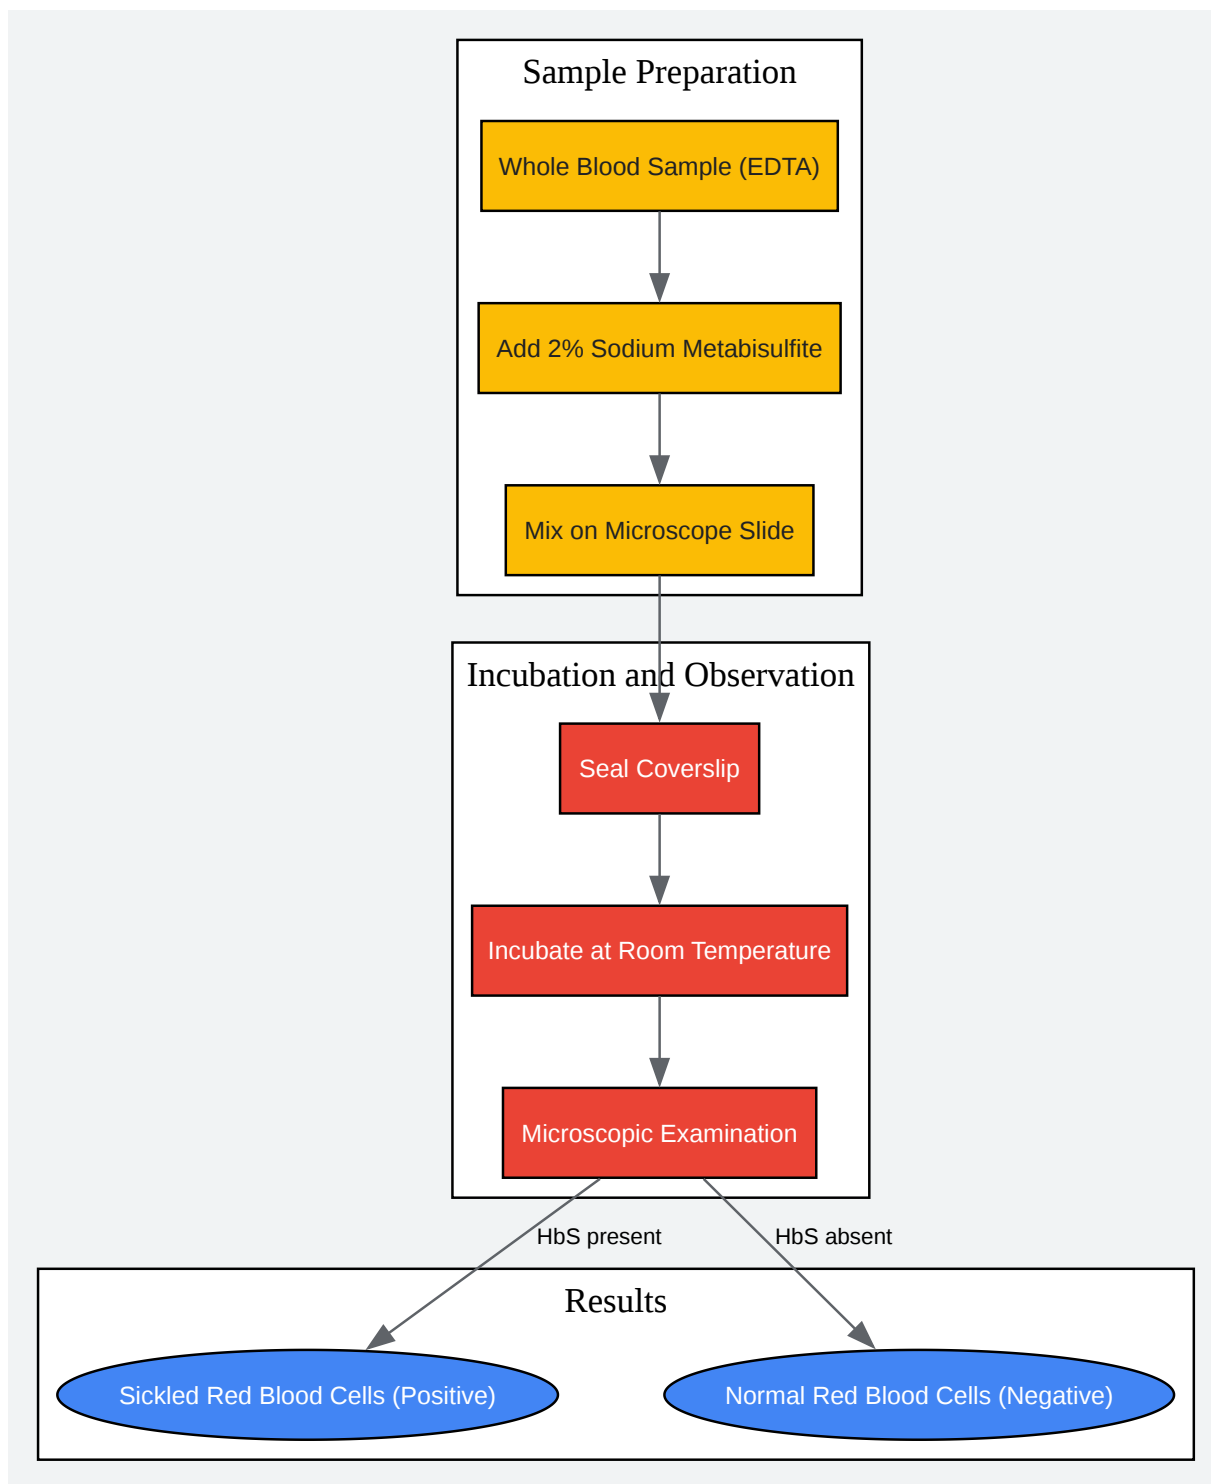 Sample Preparation
Whole Blood Sample (EDTA)
Add 2% Sodium Metabisulfite
Mix on Microscope Slide
Incubation and Observation
Seal Coverslip
Incubate at Room Temperature
Microscopic Examination
HbS present
HbS absent
Results
Sickled Red Blood Cells (Positive)
Normal Red Blood Cells (Negative)